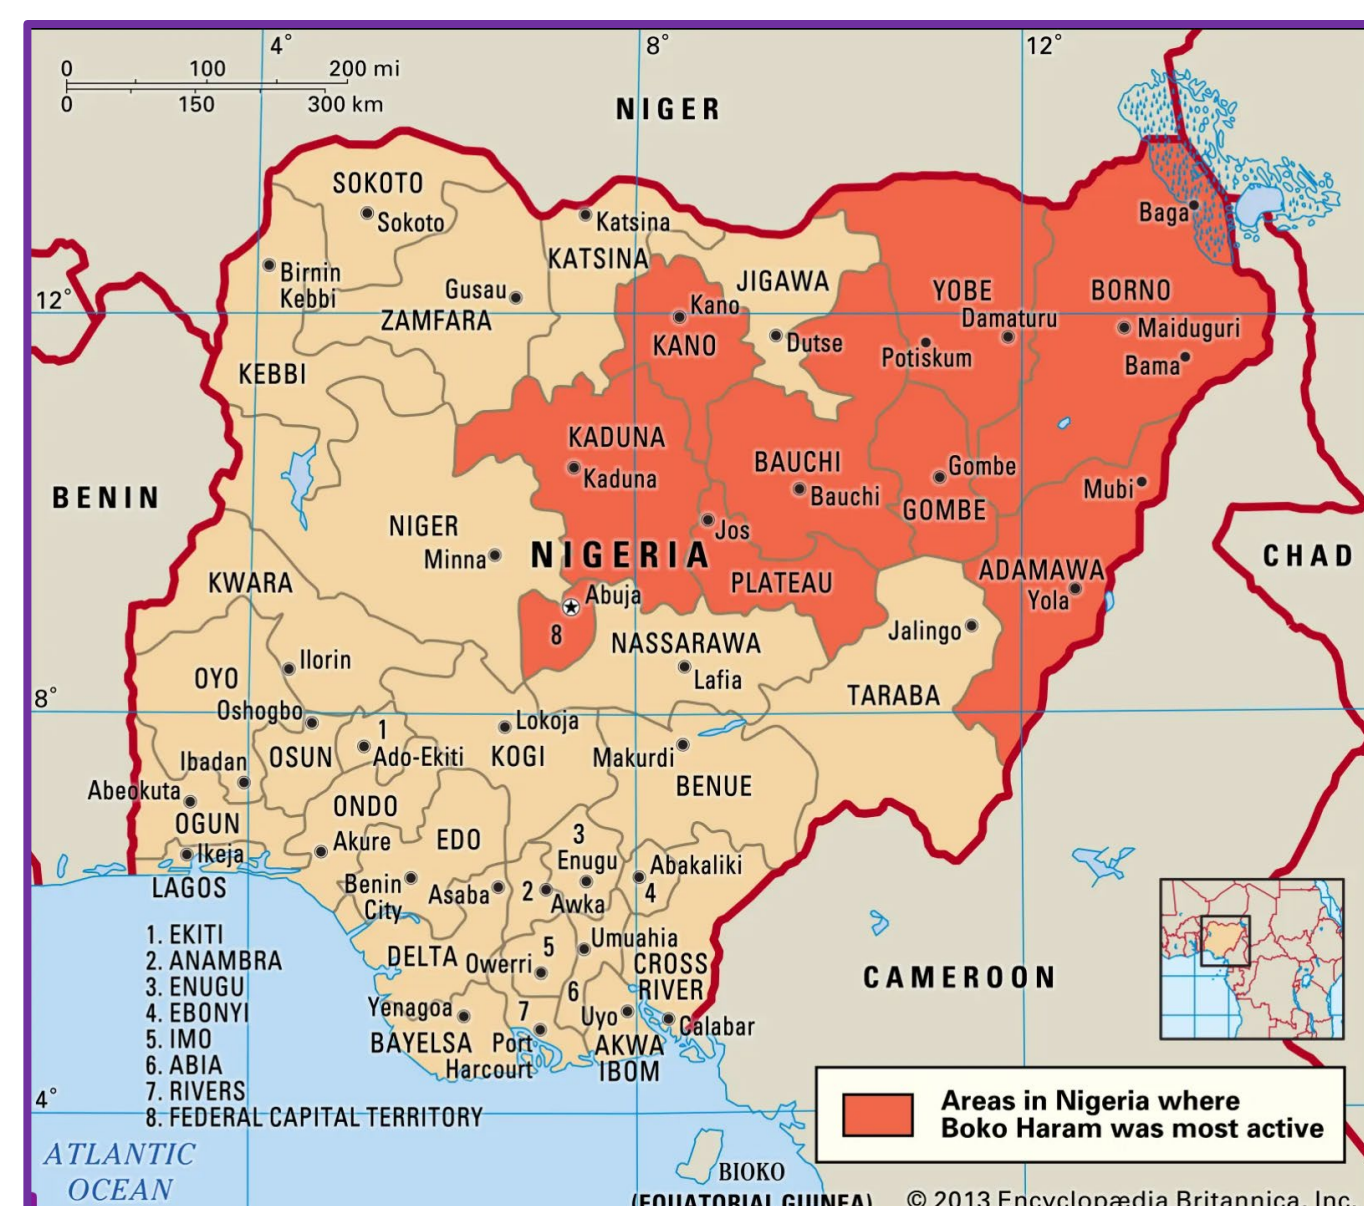 4°
8°
12°
0 100 200 mi
0 150 300 km
NIGER
SOKOTO
Sokoto
Katsina
KATSINA
Birnin
Kebbi
Gusau
ZAMFARA
KEBBI
12°
JIGAWA
Kano
KANO
Dutse
YOBE
Damaturu
Potiskum
Baga
BORNO
Maiduguri
Bama
KADUNA
Kaduna
BAUCHI
Bauchi
Gombe
GOMBE
Mubi
BENIN
NIGER
Minna
NIGERIA
Jos
PLATEAU
ADAMAWA
Yola
CHAD
KWARA
Abuja
8
NASSARAWA
Lafia
Jalingo
TARABA
8°
Ilorin
OYO
Oshogbo
1
OSUN
Ado-Ekiti
Lokoja
KOGI
Makurdi
BENUE
Ibadan
Abeokuta
OGUN
Ikeja
LAGOS
ONDO
Akure
EDO
3
Enugu
Abakaliki
4
Benin
City
Asaba
2
Awka
DELTA
Owerri
5
Umuahia
CROSS
RIVER
6
Yenagoa
BAYELSA
7
Port
Harcourt
Uyo
AKWA
IBOM
Calabar
CAMEROON
1. EKITI
2. ANAMBRA
3. ENUGU
4. EBONYI
5. IMO
6. ABIA
7. RIVERS
8. FEDERAL CAPITAL TERRITORY
4°
ATLANTIC
OCEAN
BIOKO
(EQUATORIAL GUINEA)
Areas in Nigeria where
Boko Haram was most active
© 2013 Encyclopædia Britannica, Inc.